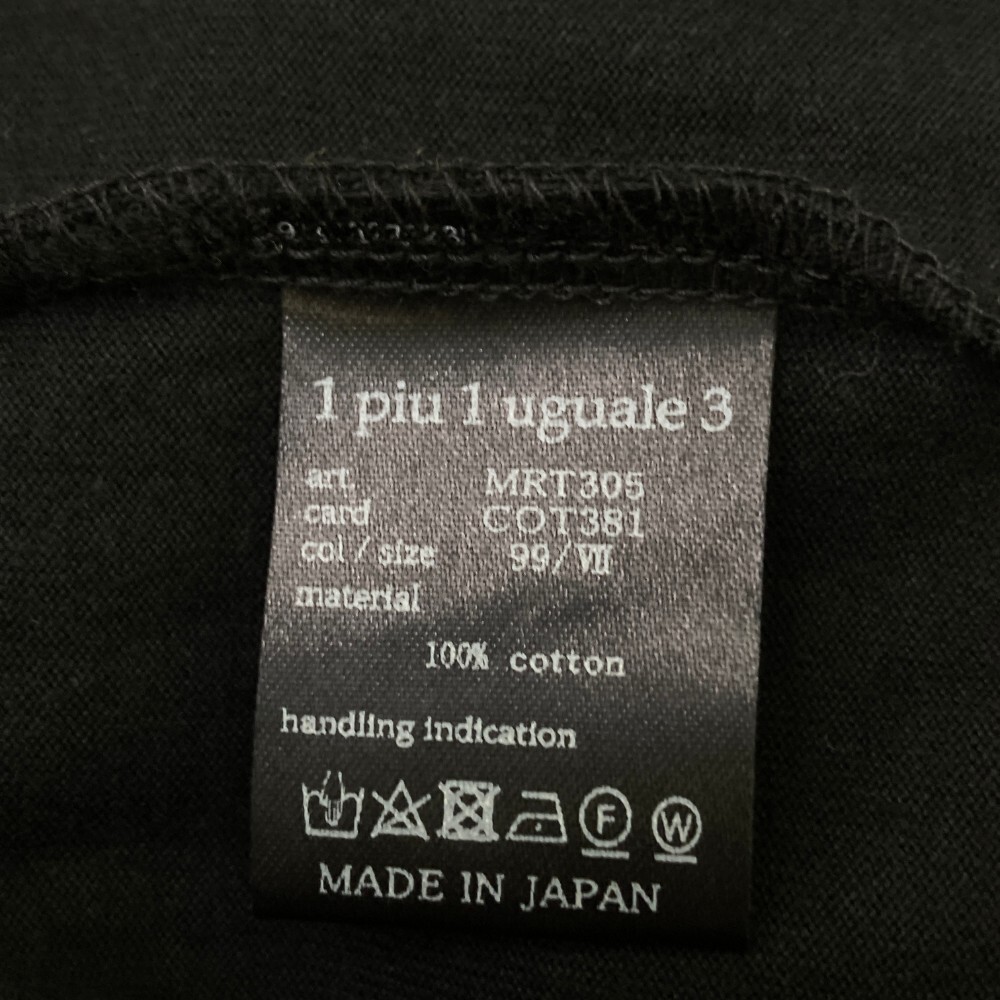 1 piu 1 uguale 3
art. MRT305
card COT381
col / size 99/Ⅶ
material
100% cotton
handling indication
F W
MADE IN JAPAN